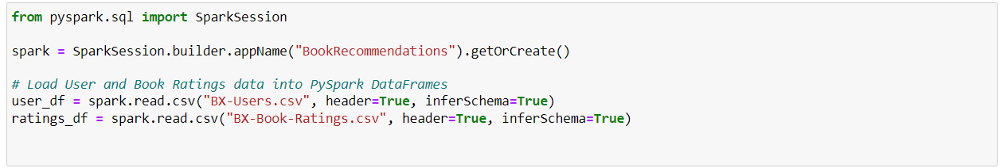 from pyspark.sql import SparkSession
spark = SparkSession.builder.appName("BookRecommendations").getOrCreate()
# Load User and Book Ratings data into PySpark DataFrames
user_df = spark.read.csv("BX-Users.csv", header=True, inferSchema=True)
ratings_df = spark.read.csv("BX-Book-Ratings.csv", header=True, inferSchema=True)